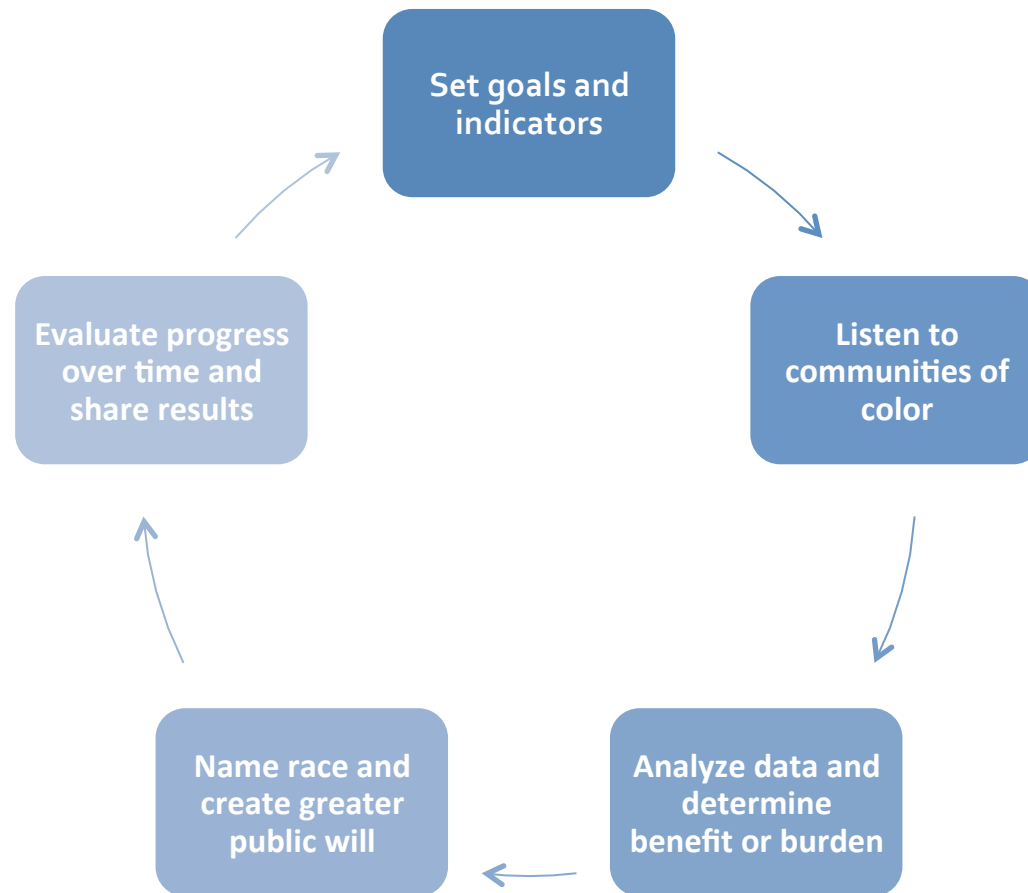 Set goals and
indicators
Listen to
communities of
color
Analyze data and
determine
benefit or burden
Name race and
create greater
public will
Evaluate progress
over time and
share results